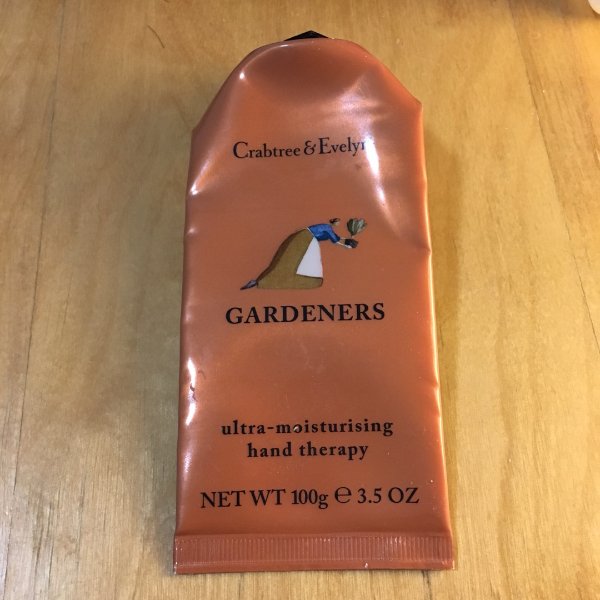 Crabtree & Evelyn
GARDENERS
ultra-moisturising
hand therapy
NET WT 100g ℮ 3.5 OZ